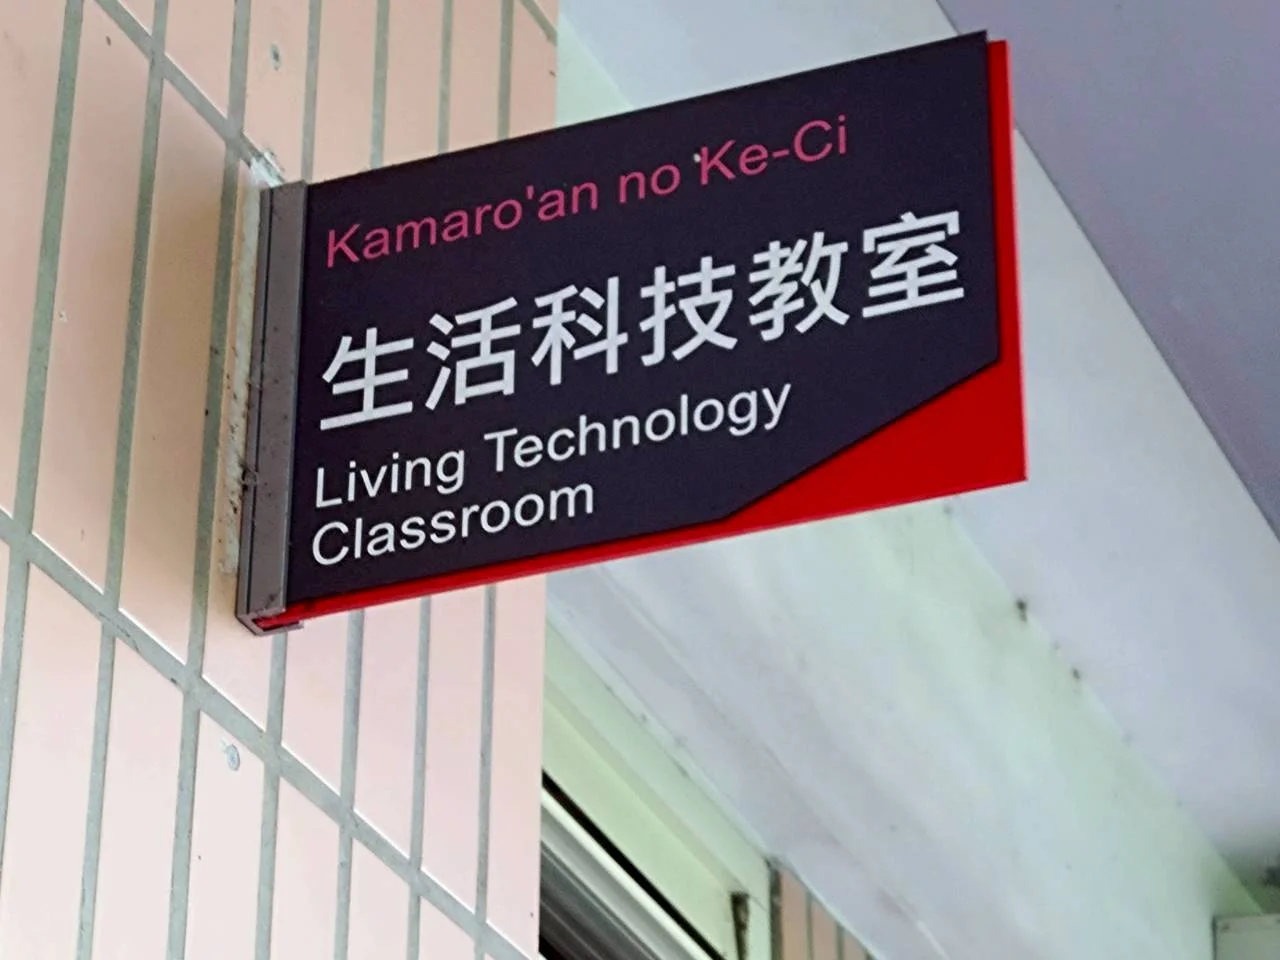 Kamaro'an no Ke-Ci
生活科技教室
Living Technology
Classroom